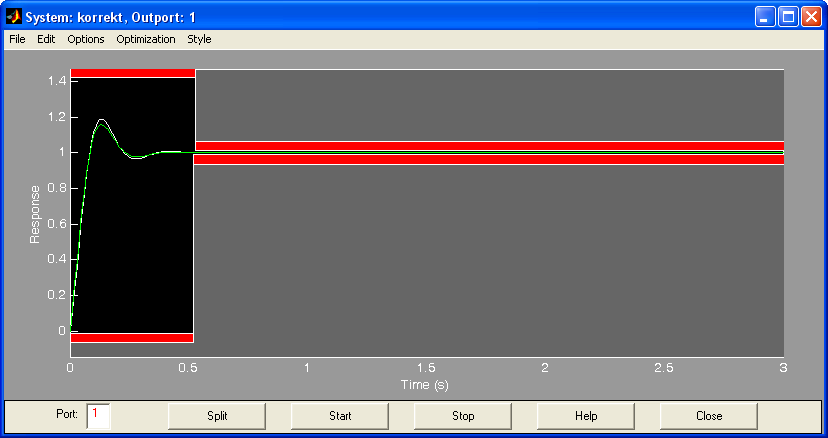 System: korrekt, Outport: 1
File Edit Options Optimization Style
1.4
1.2
1
0.8
0.6
0.4
0.2
0
Response
0 0.5 1 1.5 2 2.5 3
Time (s)
Port: 1 Split Start Stop Help Close